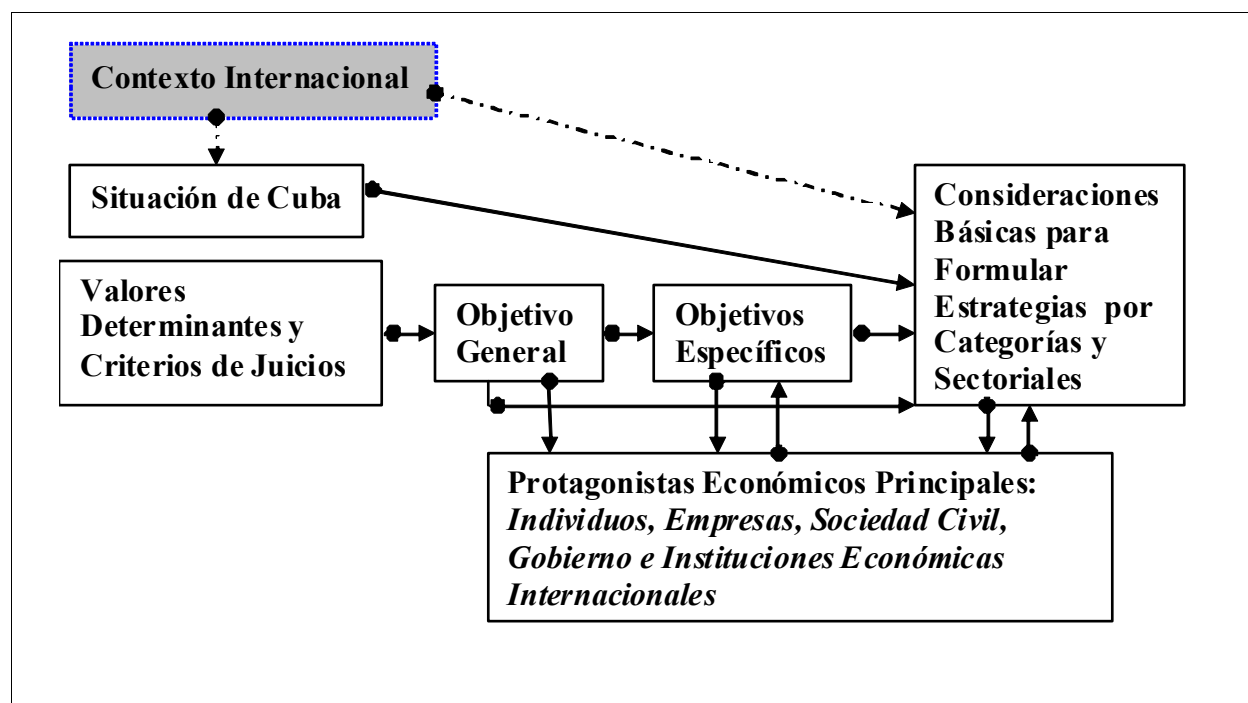 Contexto Internacional
Situación de Cuba
Valores
Determinantes y
Criterios de Juicios
Objetivo
General
Objetivos
Específicos
Consideraciones
Básicas para
Formular
Estrategias por
Categorías y
Sectoriales
Protagonistas Económicos Principales:
Individuos, Empresas, Sociedad Civil,
Gobierno e Instituciones Económicas
Internacionales